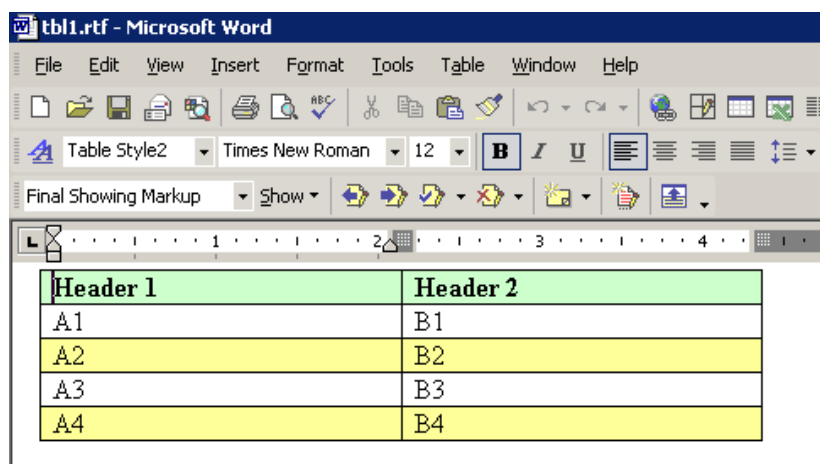 tbl1.rtf - Microsoft Word
File Edit View Insert Format Tools Table Window Help
ABC
Table Style2 Times New Roman 12 B I U
Final Showing Markup Show
1 2 3 4
Header 1 Header 2
A1 B1
A2 B2
A3 B3
A4 B4